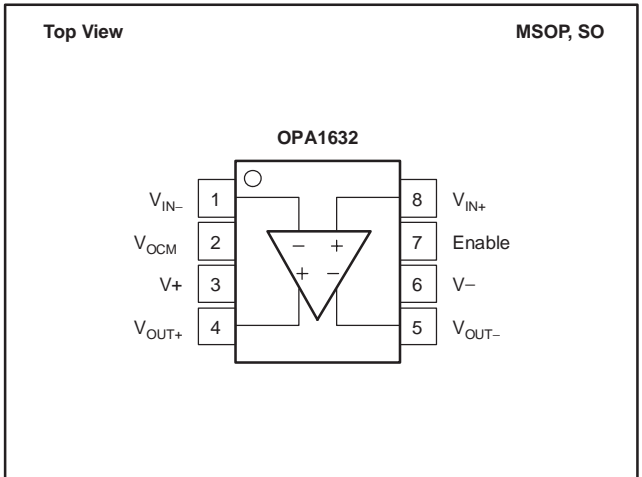 Top View MSOP, SO
OPA1632
V_IN– 1 8 V_IN+
V_OCM 2 7 Enable
– +
V+ 3 6 V–
+ –
V_OUT+ 4 5 V_OUT–